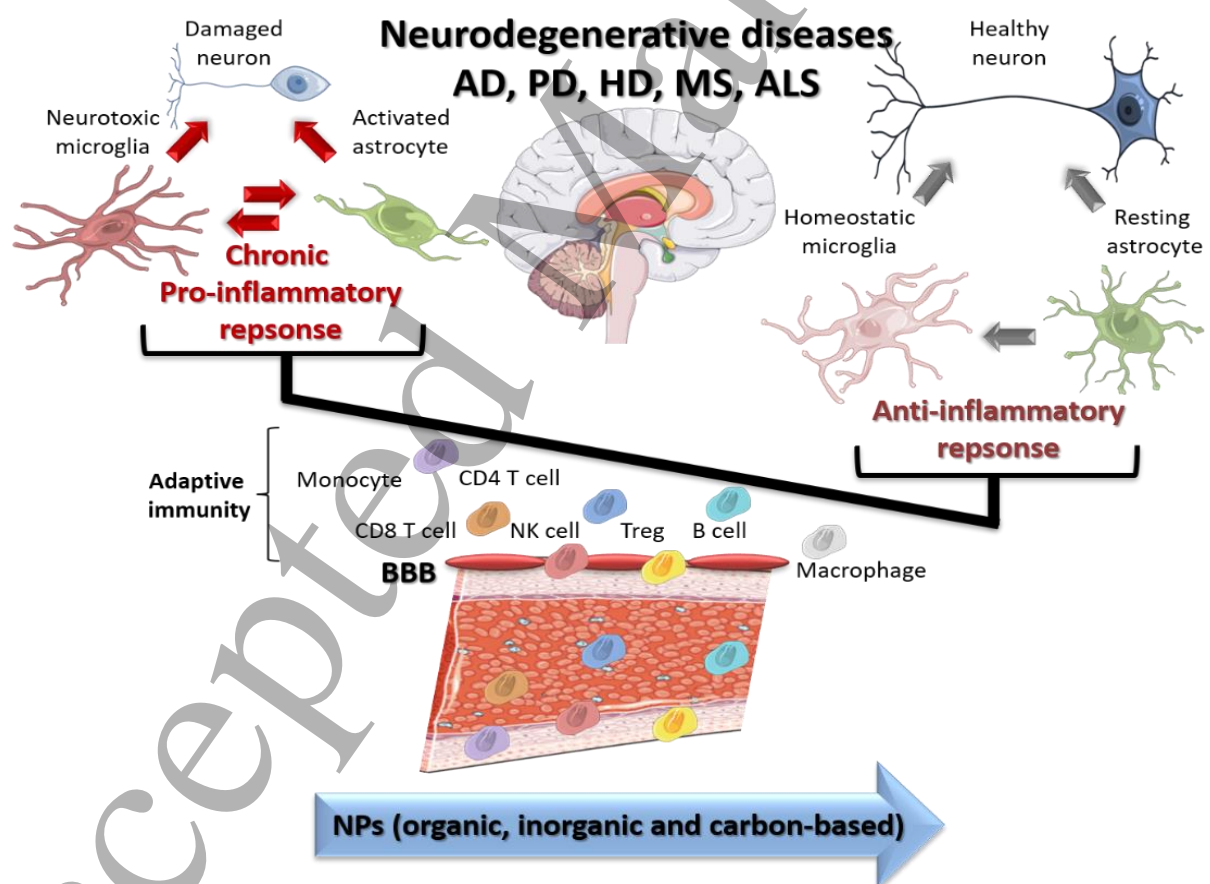 Neurodegenerative diseases
AD, PD, HD, MS, ALS
Damaged
neuron
Neurotoxic
microglia
Activated
astrocyte
Chronic
Pro-inflammatory
repsonse
Healthy
neuron
Homeostatic
microglia
Resting
astrocyte
Anti-inflammatory
repsonse
Adaptive
immunity
Monocyte
CD4 T cell
CD8 T cell
NK cell
Treg
B cell
Macrophage
BBB
NPs (organic, inorganic and carbon-based)